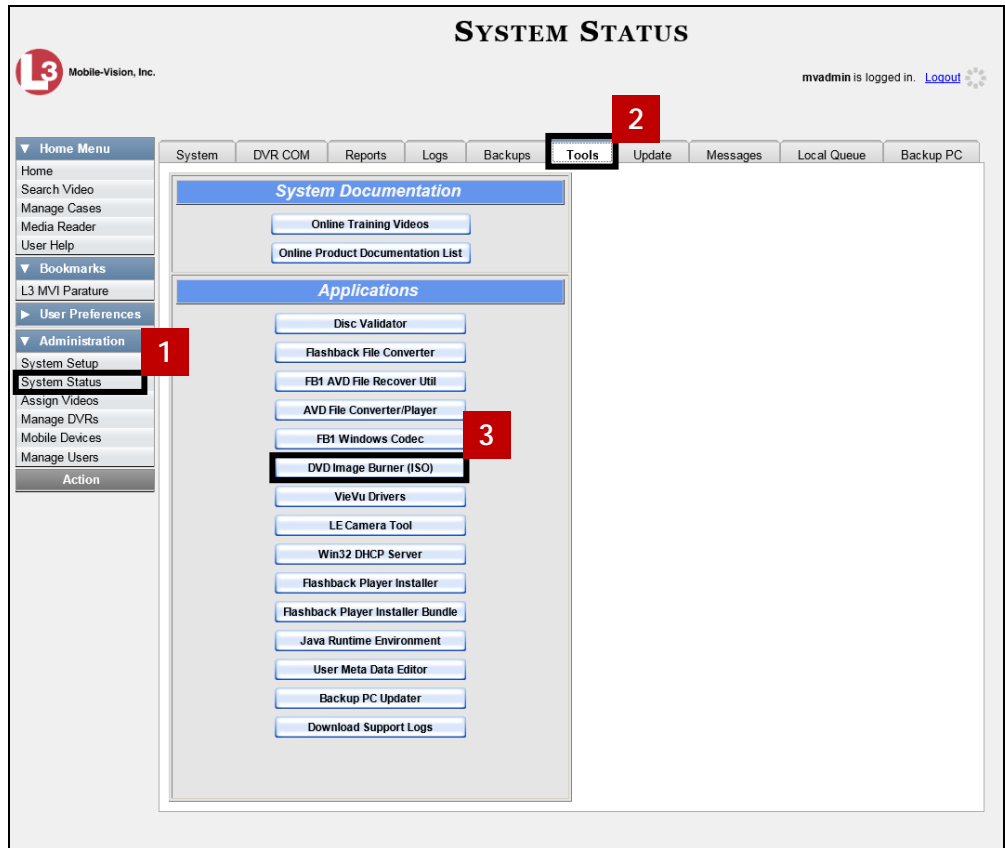 SYSTEM STATUS
L3 Mobile-Vision, Inc.
mvadmin is logged in. Logout
2
▼ Home Menu
Home
Search Video
Manage Cases
Media Reader
User Help
▼ Bookmarks
L3 MVI Parature
▶ User Preferences
▼ Administration
1
System Setup
System Status
Assign Videos
Manage DVRs
Mobile Devices
Manage Users
Action
System DVR COM Reports Logs Backups Tools Update Messages Local Queue Backup PC
System Documentation
Online Training Videos
Online Product Documentation List
Applications
Disc Validator
Flashback File Converter
FB1 AVD File Recover Util
AVD File Converter/Player
FB1 Windows Codec
3
DVD Image Burner (ISO)
VieVu Drivers
LE Camera Tool
Win32 DHCP Server
Flashback Player Installer
Flashback Player Installer Bundle
Java Runtime Environment
User Meta Data Editor
Backup PC Updater
Download Support Logs